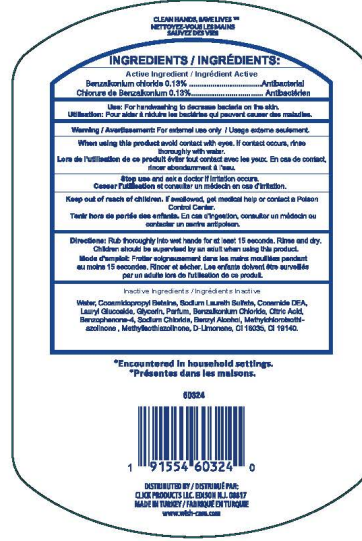 CLEAN HANDS, SAVE LIVES ™
NETTOYEZ-VOUS LES MAINS
SAUVEZ DES VIES
INGREDIENTS / INGRÉDIENTS:
Active Ingredient / Ingrédient Active
Benzalkonium chloride 0.13% ..............................Antibacterial
Chlorure de Benzalkonium 0.13%.............................. Antibactérien
Use: For handwashing to decrease bacteria on the skin.
Utilisation: Pour aider à réduire les bactéries qui peuvent causer des maladies.
Warning / Avertissement: For external use only / Usage externe seulement.
When using this product avoid contact with eyes. If contact occurs, rinse
thoroughly with water.
Lors de l'utilisation de ce produit éviter tout contact avec les yeux. En cas de contact,
rincer abondamment à l'eau.
Stop use and ask a doctor if irritation occurs.
Cesser l'utilisation et consulter un médecin en cas d'irritation.
Keep out of reach of children. If swallowed, get medical help or contact a Poison
Control Center.
Tenir hors de portée des enfants. En cas d'ingestion, consulter un médecin ou
contacter un centre antipoison.
Directions: Rub thoroughly into wet hands for at least 15 seconds. Rinse and dry.
Children should be supervised by an adult when using this product.
Mode d'emploi: Frotter soigneusement dans les mains mouillées pendant
au moins 15 secondes. Rincer et sécher. Les enfants doivent être surveillés
par un adulte lors de l'utilisation de ce produit.
Inactive Ingredients / Ingrédients Inactive
Water, Cocamidopropyl Betaine, Sodium Laureth Sulfate, Cocamide DEA,
Lauryl Glucoside, Glycerin, Parfum, Benzalkonium Chloride, Citric Acid,
Benzophenone-4, Sodium Chloride, Benzyl Alcohol, Methylchloroisothi-
azolinone , Methylisothiazolinone, D-Limonene, CI 16035, CI 19140.
*Encountered in household settings.
*Présentes dans les maisons.
60324
1 91554 60324 0
DISTRIBUTED BY / DISTRIBUÉ PAR:
CLICK PRODUCTS LLC. EDISON N.J. 08817
MADE IN TURKEY / FABRIQUÉ EN TURQUIE
www.wish-care.com